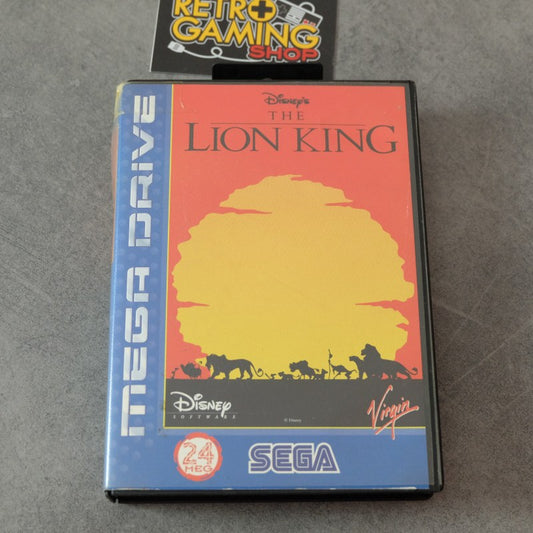 RETRO
GAMING
SHOP
MEGA DRIVE
Disney's
THE
LION KING
Disney
SOFTWARE
© Disney
Virgin
24
MEG
SEGA